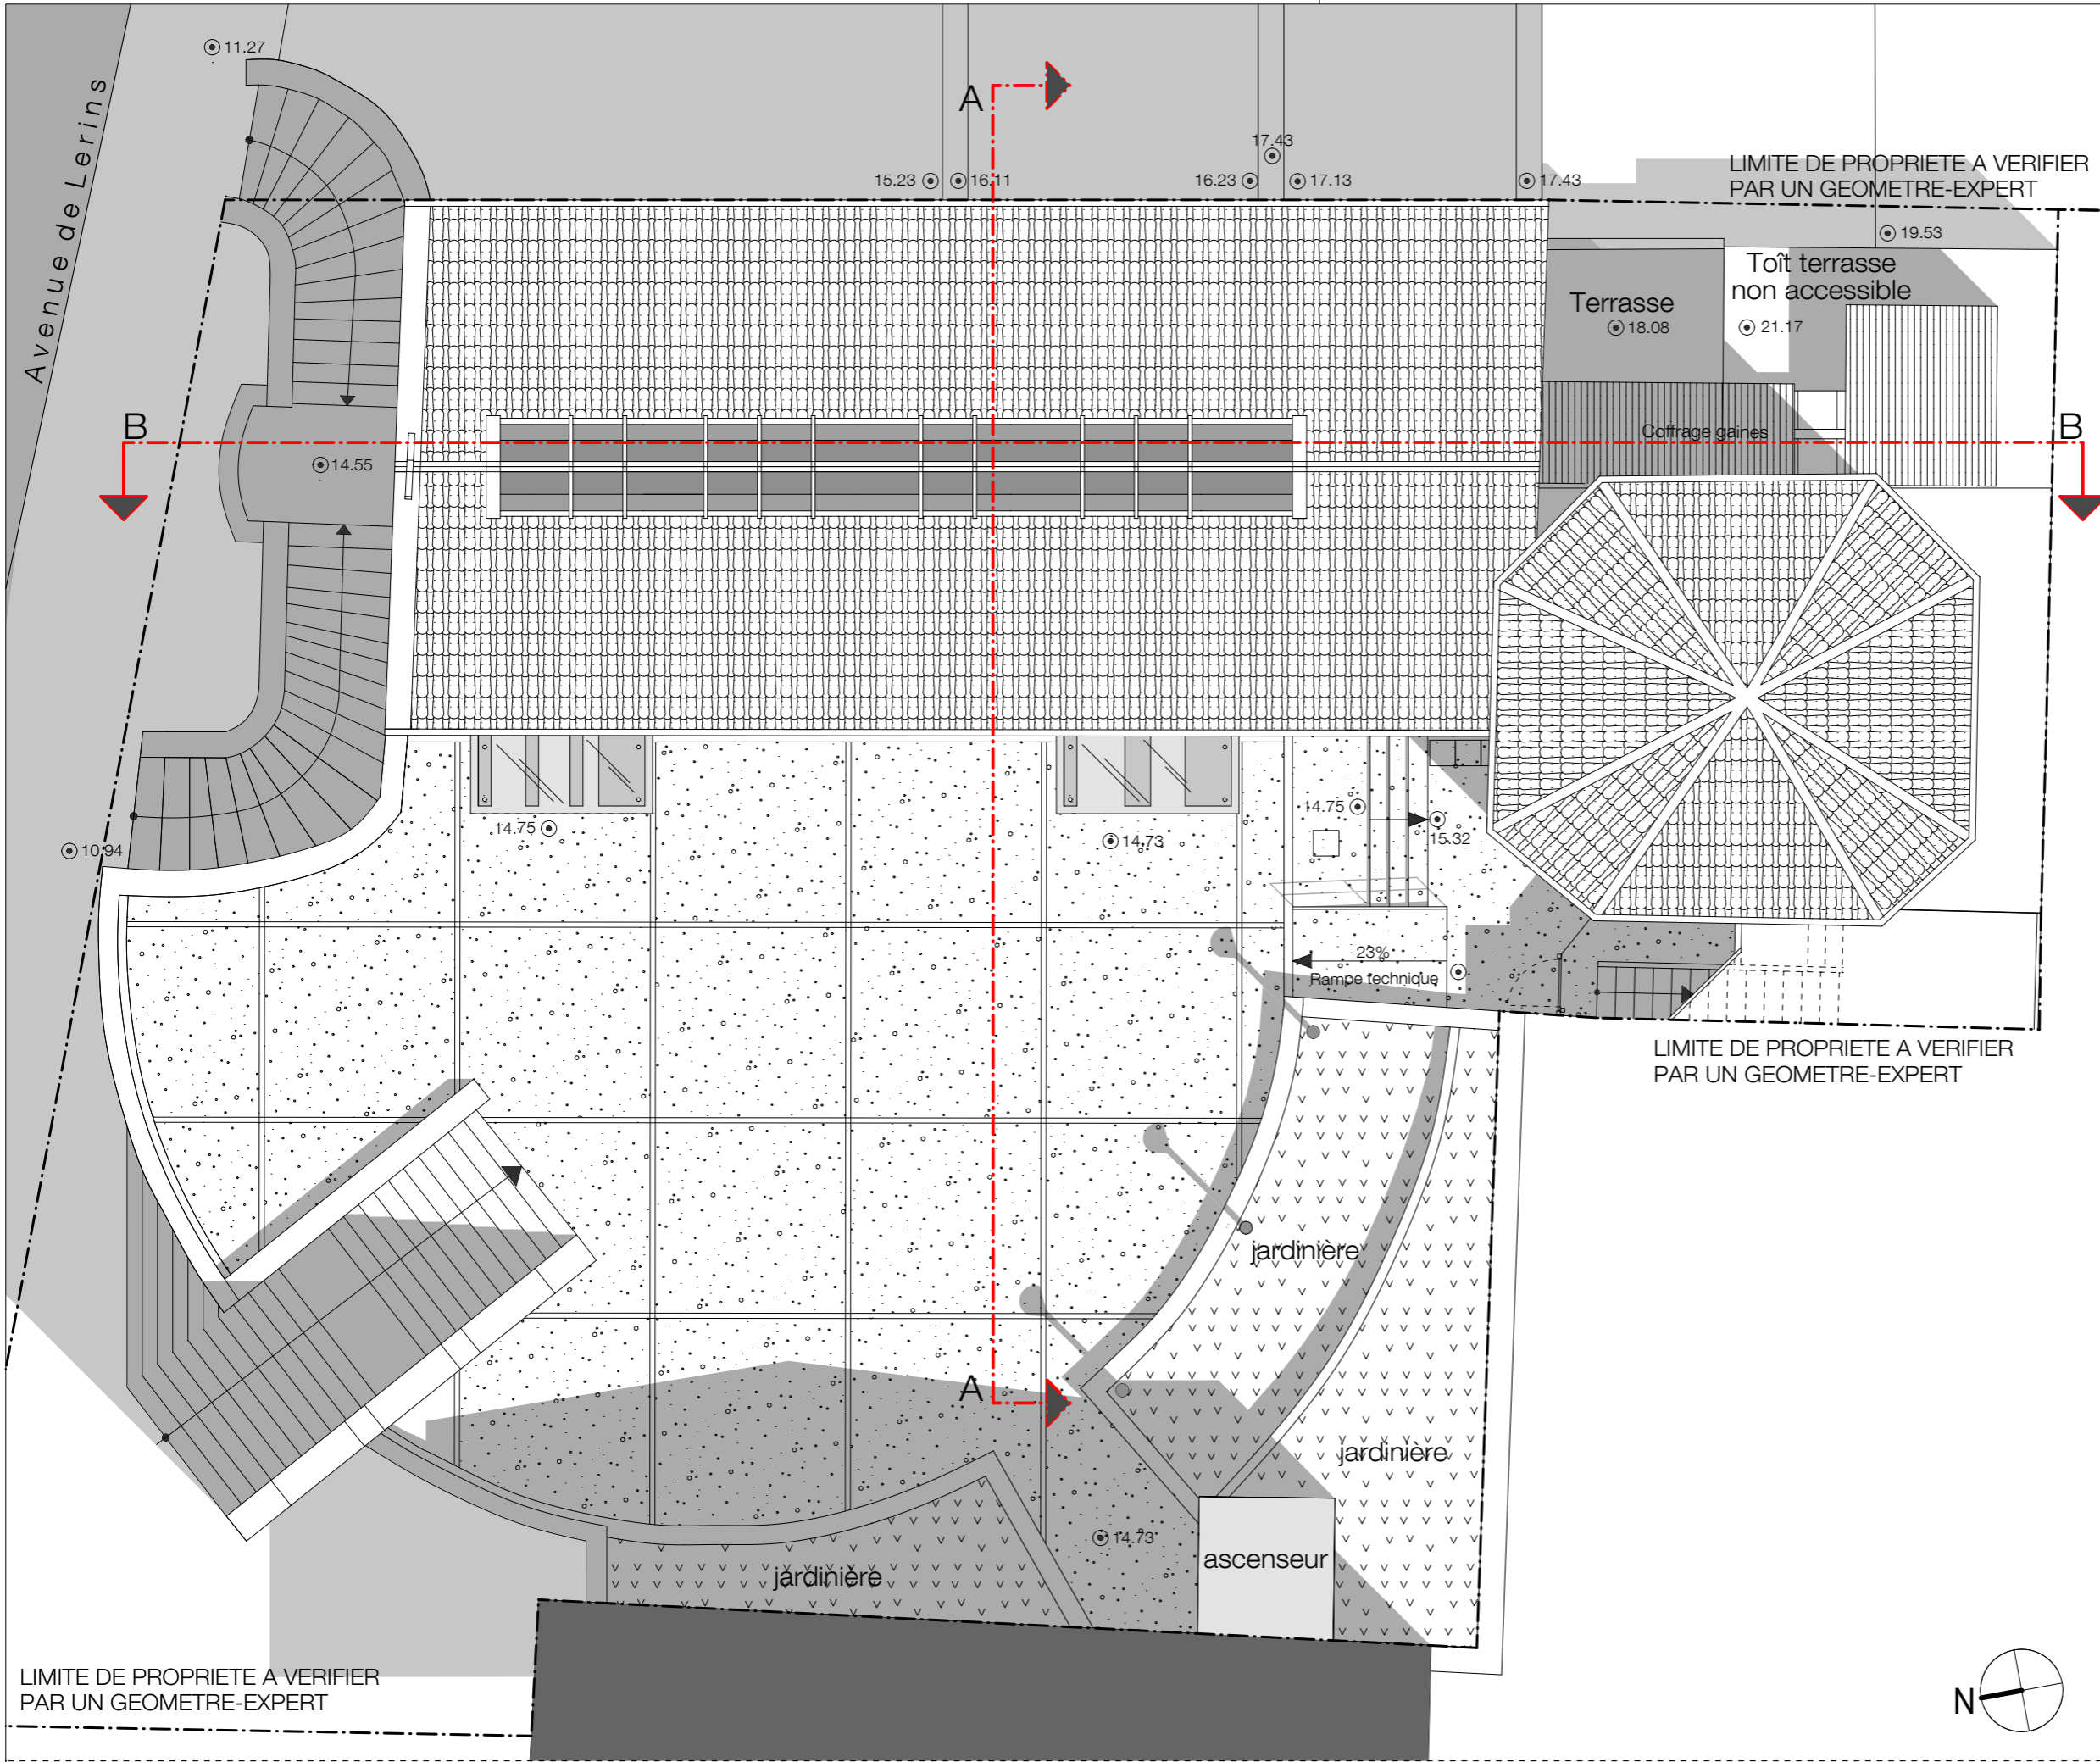 11.27
Avenue de Lerins
A
17.43
15.23
16.11
16.23
17.13
17.43
LIMITE DE PROPRIETE A VERIFIER
PAR UN GEOMETRE-EXPERT
19.53
Toît terrasse
non accessible
Terrasse
18.08
21.17
B
Coffrage gaines
B
14.55
14.75
14.73
14.75
15.32
10.94
23%
Rampe technique
LIMITE DE PROPRIETE A VERIFIER
PAR UN GEOMETRE-EXPERT
jardinière
A
jardinière
14.73
ascenseur
jardinière
LIMITE DE PROPRIETE A VERIFIER
PAR UN GEOMETRE-EXPERT
N